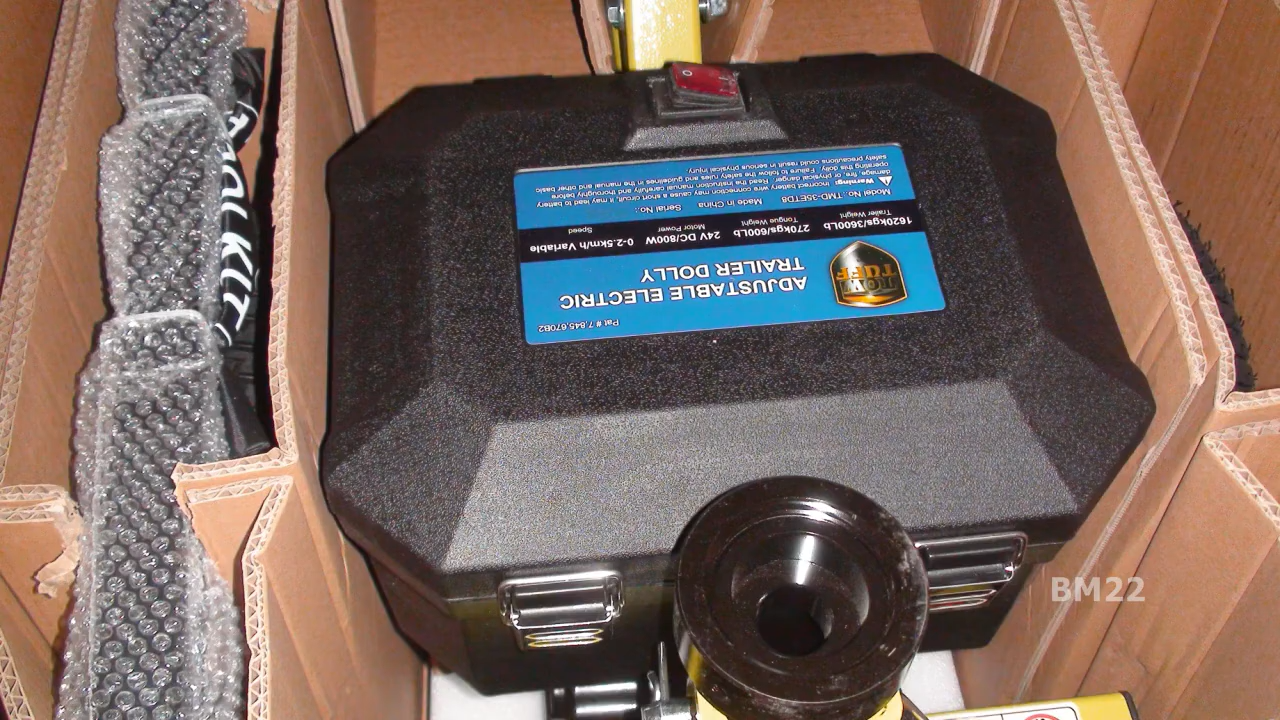 Pat # 7.845.670B2
TOW
TUFF
ADJUSTABLE ELECTRIC
TRAILER DOLLY
1620kgs/3600Lb 270kgs/600Lb 24V DC/800W 0-2.5km/h Variable
Trailer Weight Tongue Weight Motor Power Speed
Model No.: TMD-35ETD8 Made in China Serial No.:
Warning: Incorrect battery wire connection may cause a short circuit, it may lead to battery
damage, fire, or physical danger. Read the instruction manual carefully and thoroughly before
operating this dolly. Failure to follow the safety rules and guidelines in the manual and other basic
safety precautions could result in serious physical injury.
BM22